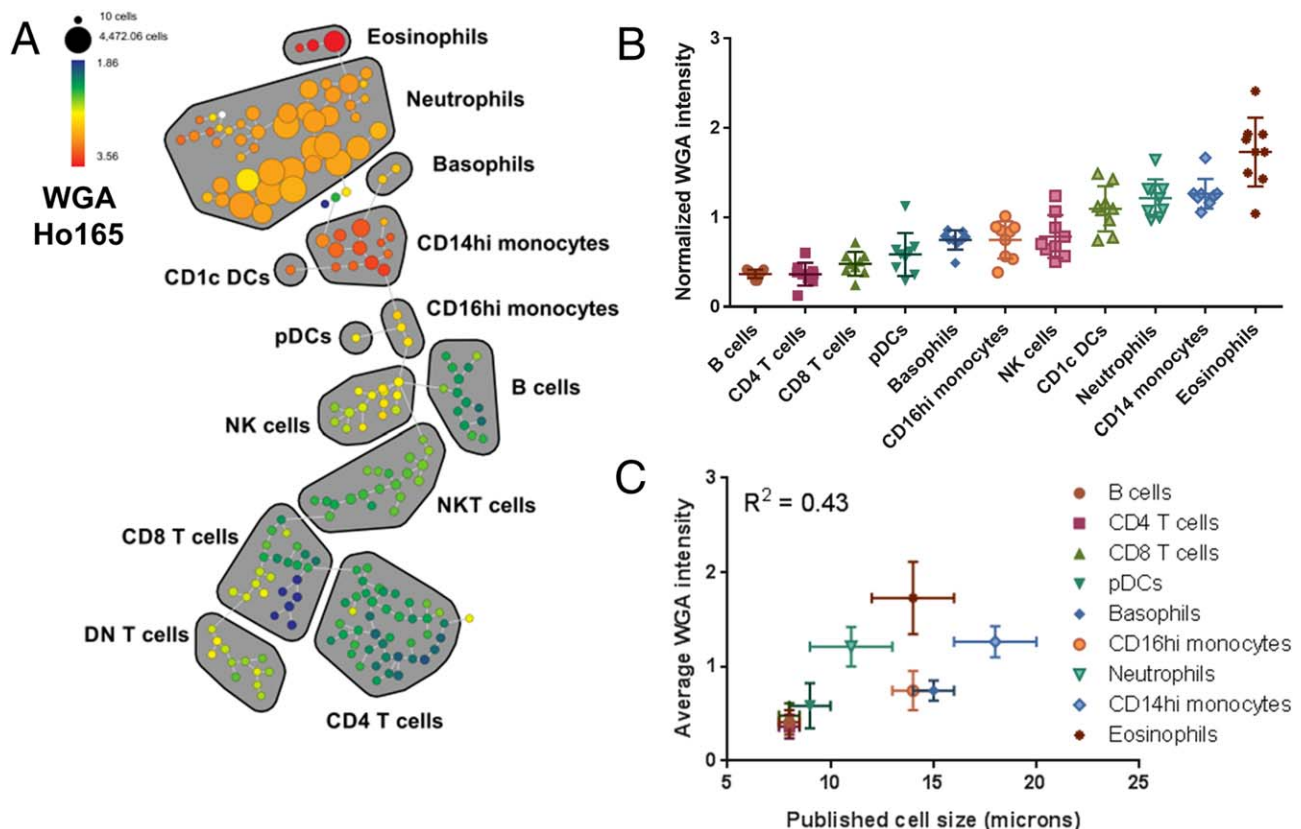 A
10 cells
4,472.06 cells
1.86
3.56
WGA
Ho165
Eosinophils
Neutrophils
Basophils
CD14hi monocytes
CD1c DCs
CD16hi monocytes
pDCs
B cells
NK cells
NKT cells
CD8 T cells
DN T cells
CD4 T cells
B
Normalized WGA intensity
3
2
1
0
B cells
CD4 T cells
CD8 T cells
pDCs
Basophils
CD16hi monocytes
NK cells
CD1c DCs
Neutrophils
CD14 monocytes
Eosinophils
C
R² = 0.43
Average WGA intensity
3
2
1
0
5 10 15 20 25
Published cell size (microns)
B cells
CD4 T cells
CD8 T cells
pDCs
Basophils
CD16hi monocytes
Neutrophils
CD14hi monocytes
Eosinophils